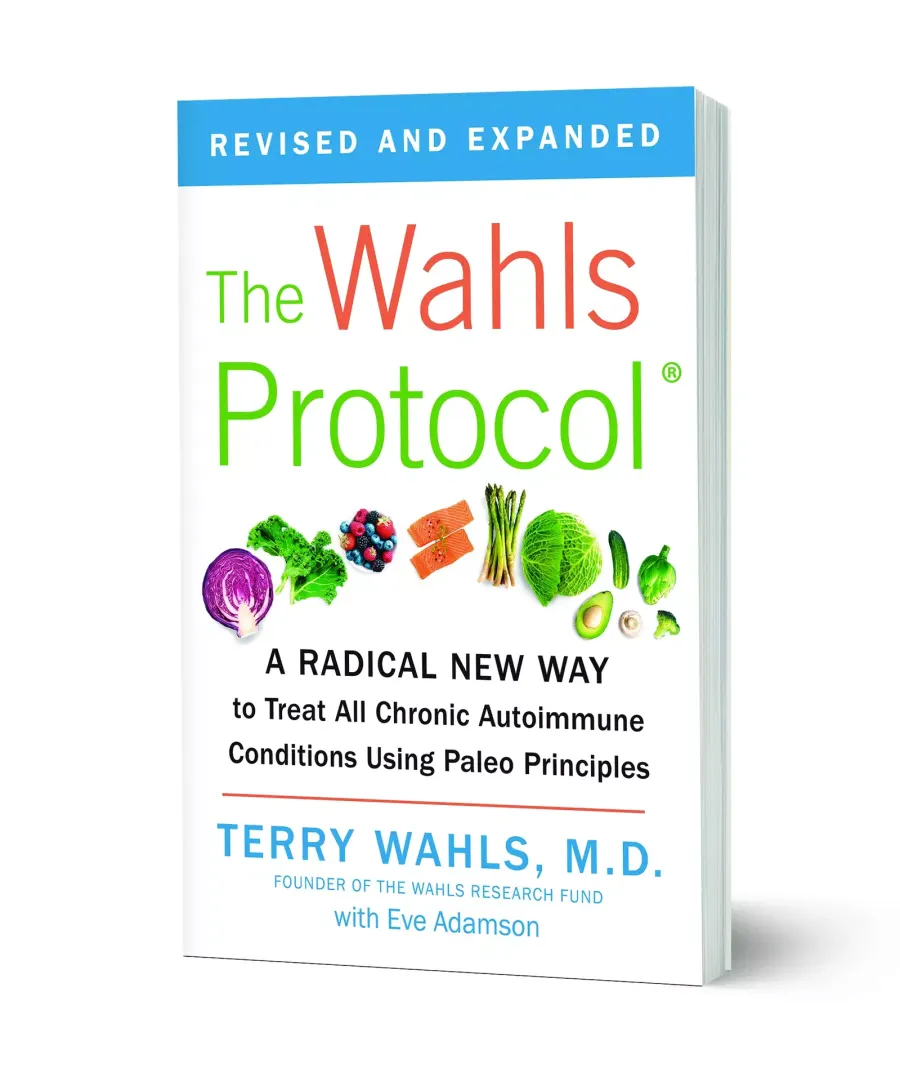 REVISED AND EXPANDED
The Wahls
Protocol®
A RADICAL NEW WAY
to Treat All Chronic Autoimmune
Conditions Using Paleo Principles
TERRY WAHLS, M.D.
FOUNDER OF THE WAHLS RESEARCH FUND
with Eve Adamson